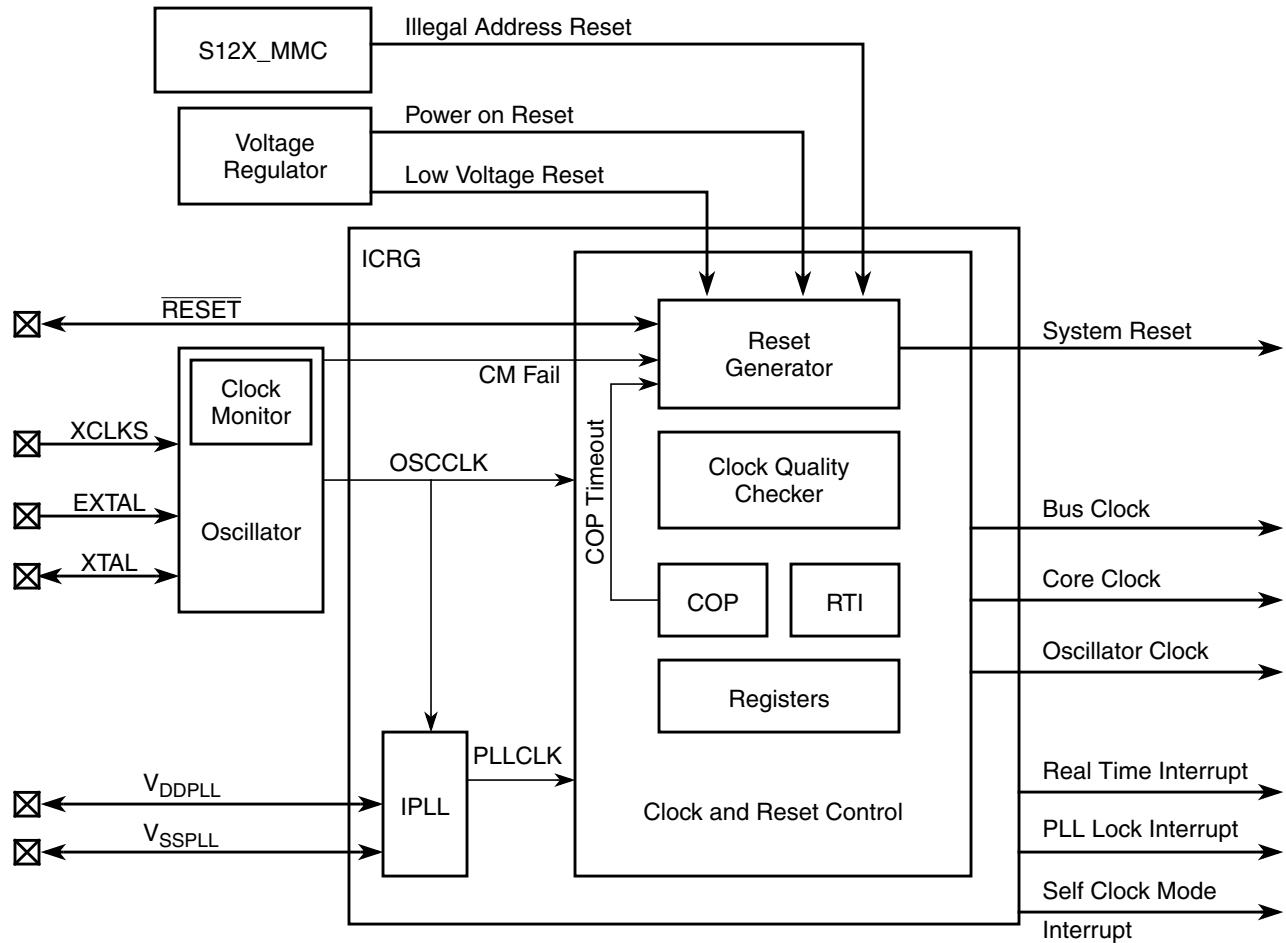 Illegal Address Reset
S12X_MMC
Power on Reset
Voltage
Regulator
Low Voltage Reset
ICRG
RESET
Reset
Generator
System Reset
CM Fail
Clock
Monitor
XCLKS
OSCCLK
COP Timeout
Clock Quality
Checker
EXTAL
Oscillator
Bus Clock
XTAL
COP
RTI
Core Clock
Oscillator Clock
Registers
PLLCLK
Real Time Interrupt
VDDPLL
IPLL
Clock and Reset Control
PLL Lock Interrupt
VSSPLL
Self Clock Mode
Interrupt